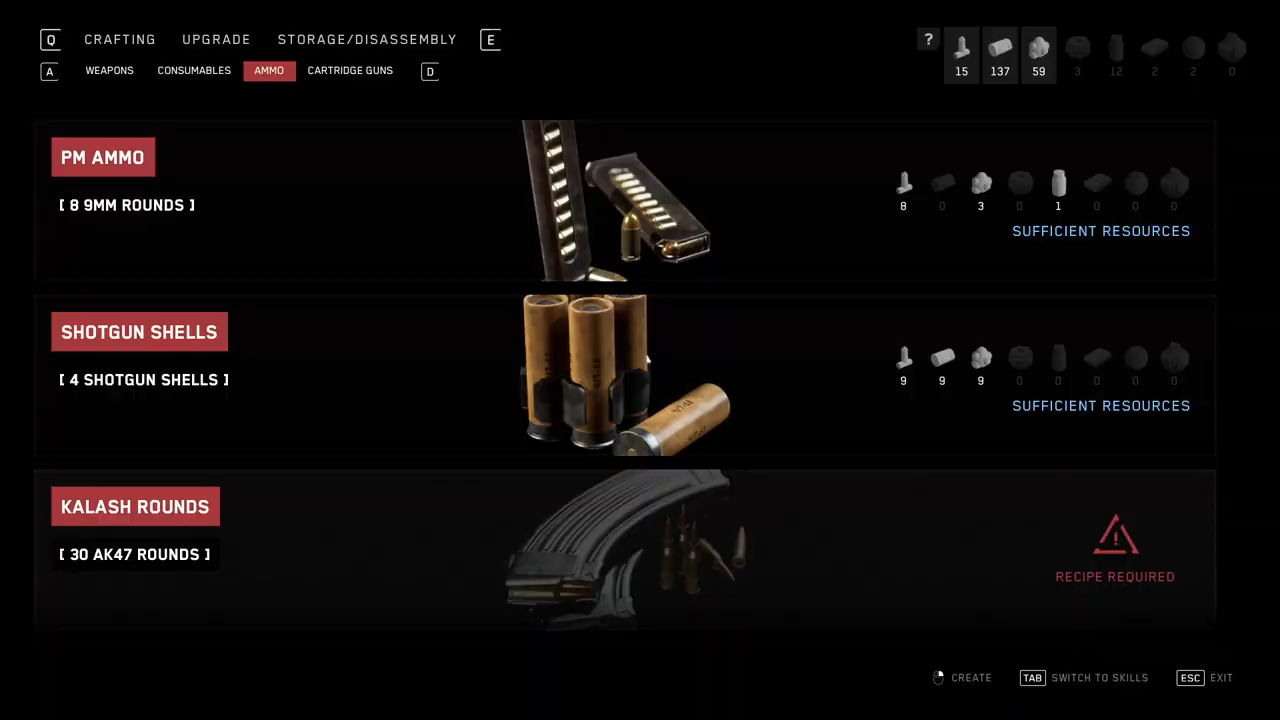 Q CRAFTING UPGRADE STORAGE/DISASSEMBLY E
A WEAPONS CONSUMABLES AMMO CARTRIDGE GUNS D
?
15 137 59 3 12 2 2 0
PM AMMO
[ 8 9MM ROUNDS ]
8 0 3 0 1 0 0 0
SUFFICIENT RESOURCES
SHOTGUN SHELLS
[ 4 SHOTGUN SHELLS ]
9 9 9 0 0 0 0 0
SUFFICIENT RESOURCES
KALASH ROUNDS
[ 30 AK47 ROUNDS ]
RECIPE REQUIRED
CREATE TAB SWITCH TO SKILLS ESC EXIT